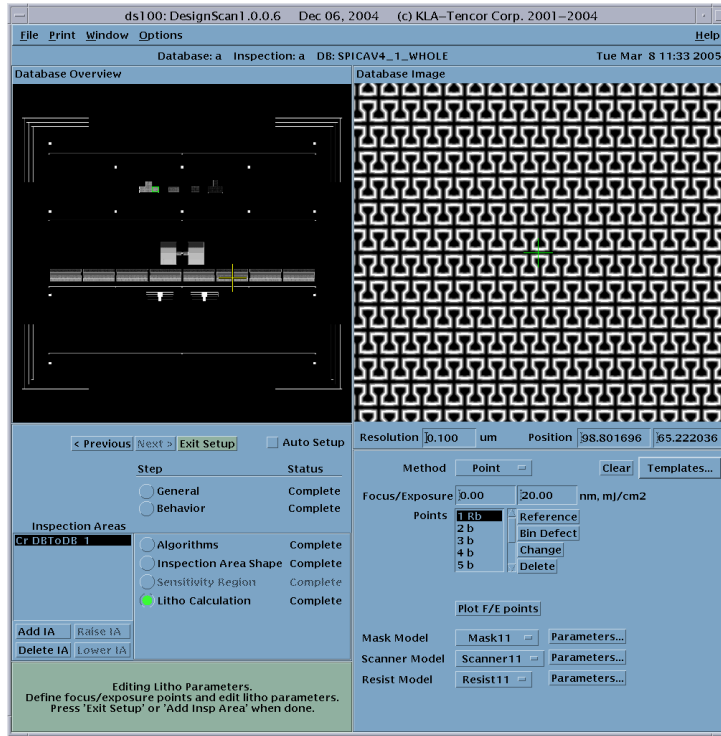 ds100: DesignScan1.0.0.6 Dec 06, 2004 (c) KLA-Tencor Corp. 2001-2004
File Print Window Options Help
Database: a Inspection: a DB: SPICAV4_1_WHOLE Tue Mar 8 11:33 2005
Database Overview
Database Image
< Previous Next > Exit Setup Auto Setup
Step Status
General Complete
Behavior Complete
Inspection Areas
Cr DBToDB 1
Algorithms Complete
Inspection Area Shape Complete
Sensitivity Region Complete
Litho Calculation Complete
Add IA Raise IA
Delete IA Lower IA
Editing Litho Parameters.
Define focus/exposure points and edit litho parameters.
Press 'Exit Setup' or 'Add Insp Area' when done.
Resolution 0.100 um Position 98.801696 65.222036
Method Point Clear Templates...
Focus/Exposure 0.00 20.00 nm, mJ/cm2
Points
1 Rb
2 b
3 b
4 b
5 b
Reference
Bin Defect
Change
Delete
Plot F/E points
Mask Model Mask11 Parameters...
Scanner Model Scanner11 Parameters...
Resist Model Resist11 Parameters...